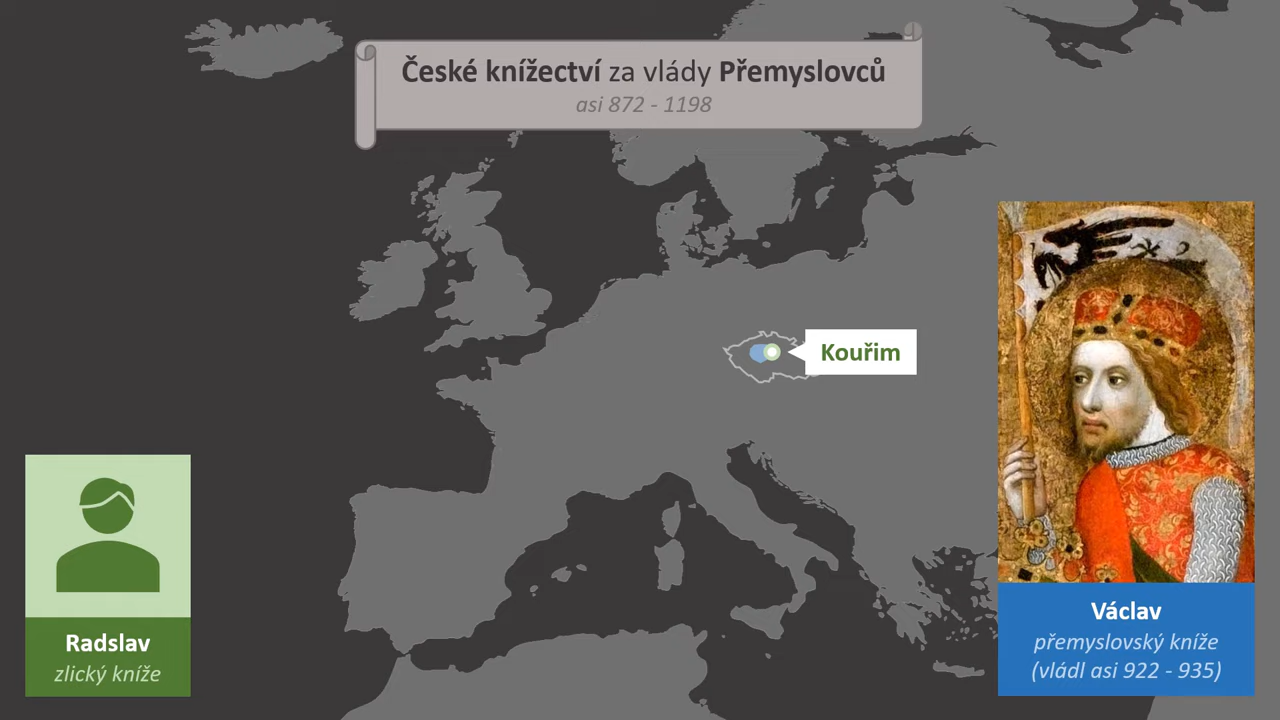 České knížectví za vlády Přemyslovců
asi 872 - 1198
Kouřim
Radslav
zlický kníže
Václav
přemyslovský kníže
(vládl asi 922 - 935)